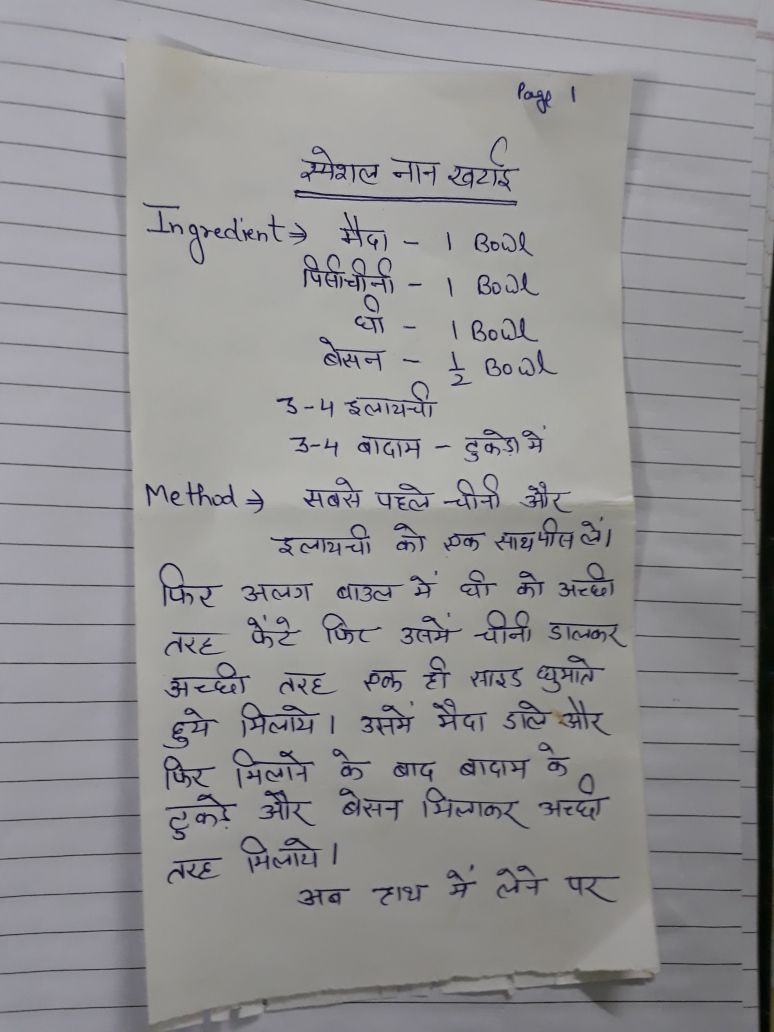 Page 1
स्पेशल नान खटाई
Ingredient → मैदा - 1 Bowl
पिसीचीनी - 1 Bowl
घी - 1 Bowl
बेसन - 1/2 Bowl
3-4 इलायची
3-4 बादाम - टुकड़ो में
Method → सबसे पहले चीनी और
इलायची को एक साथ पीस लें।
फिर अलग बाउल में घी को अच्छी
तरह फेंटे फिर उसमें चीनी डालकर
अच्छी तरह एक ही साइड घुमाते
हुये मिलाये। उसमें मैदा डाले और
फिर मिलाने के बाद बादाम के
टुकड़े और बेसन मिलाकर अच्छी
तरह मिलाये।
अब हाथ में लेने पर